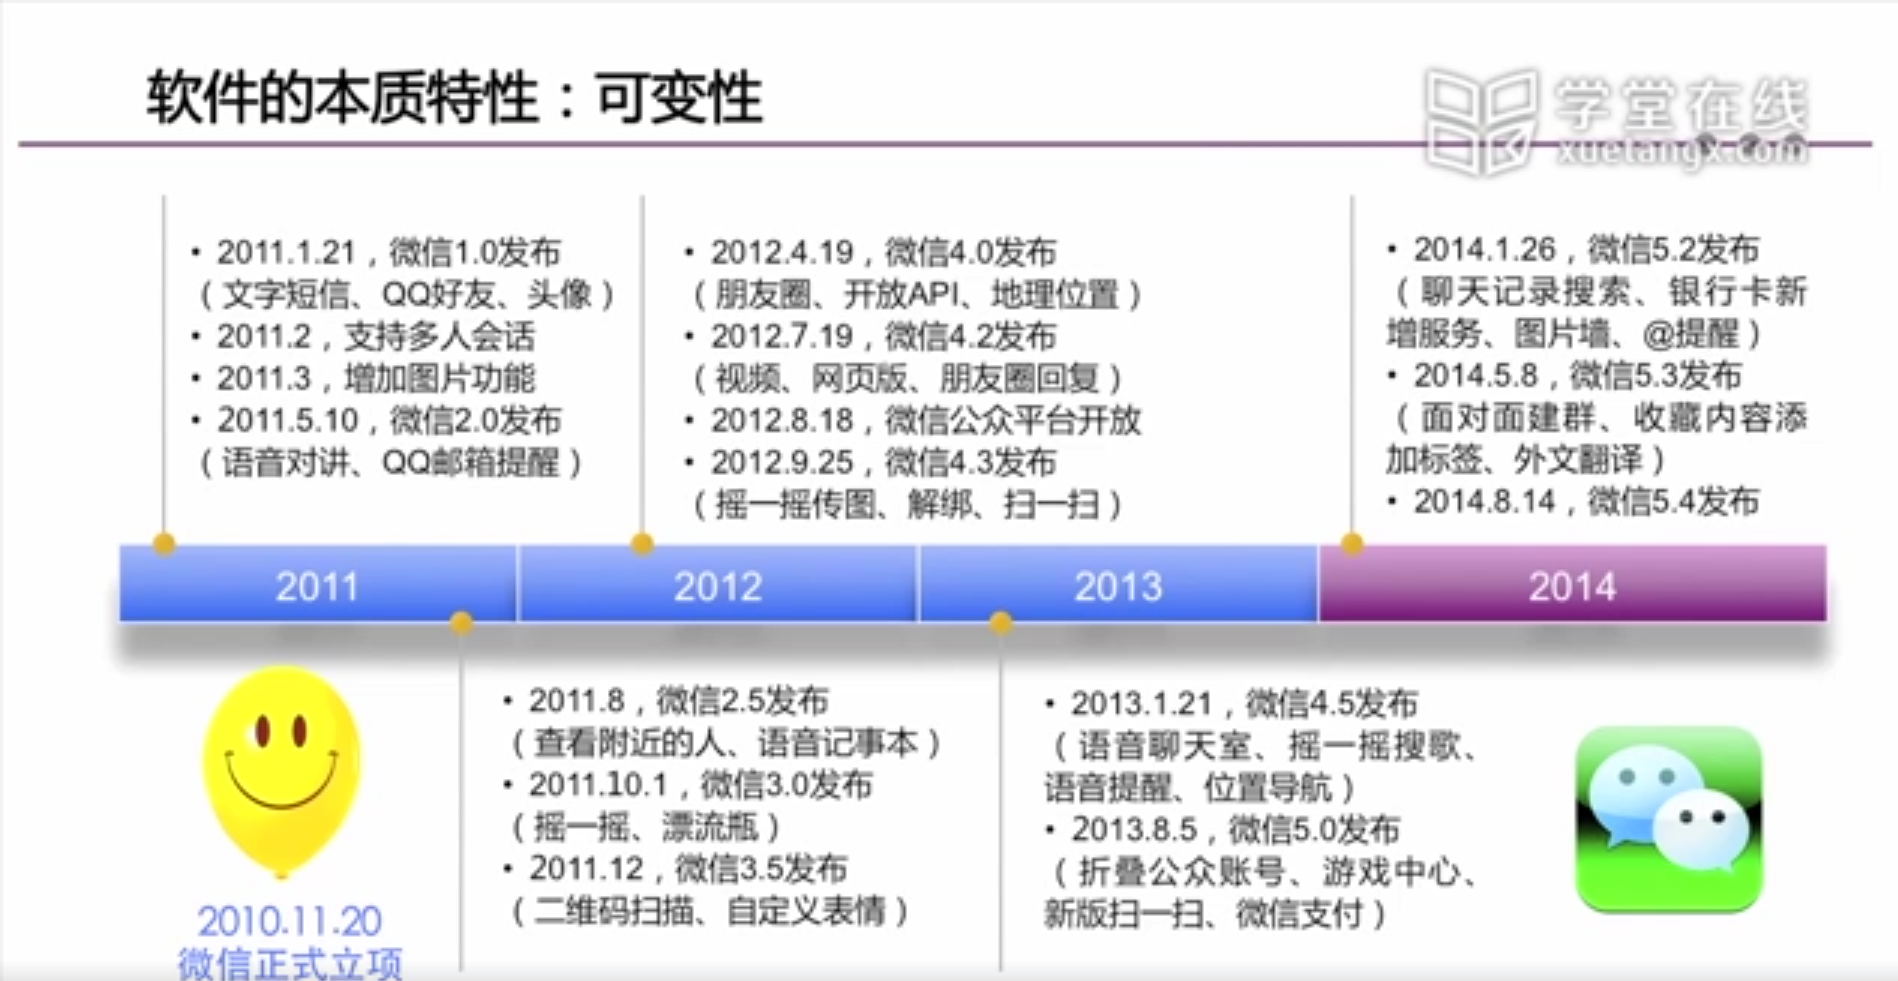 软件的本质特性：可变性
学堂在线
xuetangx.com
• 2011.1.21，微信1.0发布
（文字短信、QQ好友、头像）
• 2011.2，支持多人会话
• 2011.3，增加图片功能
• 2011.5.10，微信2.0发布
（语音对讲、QQ邮箱提醒）
• 2012.4.19，微信4.0发布
（朋友圈、开放API、地理位置）
• 2012.7.19，微信4.2发布
（视频、网页版、朋友圈回复）
• 2012.8.18，微信公众平台开放
• 2012.9.25，微信4.3发布
（摇一摇传图、解绑、扫一扫）
• 2014.1.26，微信5.2发布
（聊天记录搜索、银行卡新
增服务、图片墙、@提醒）
• 2014.5.8，微信5.3发布
（面对面建群、收藏内容添
加标签、外文翻译）
• 2014.8.14，微信5.4发布
2011
2012
2013
2014
2010.11.20
微信正式立项
• 2011.8，微信2.5发布
（查看附近的人、语音记事本）
• 2011.10.1，微信3.0发布
（摇一摇、漂流瓶）
• 2011.12，微信3.5发布
（二维码扫描、自定义表情）
• 2013.1.21，微信4.5发布
（语音聊天室、摇一摇搜歌、
语音提醒、位置导航）
• 2013.8.5，微信5.0发布
（折叠公众账号、游戏中心、
新版扫一扫、微信支付）